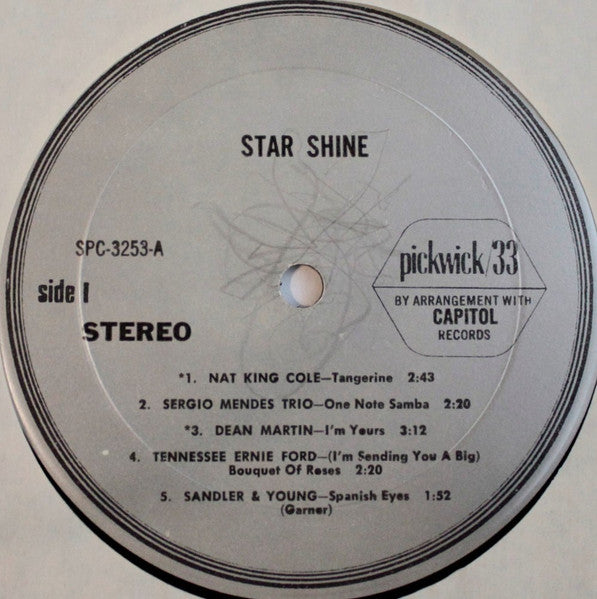 STAR SHINE
SPC-3253-A
side 1
STEREO
pickwick/33
BY ARRANGEMENT WITH
CAPITOL
RECORDS
*1. NAT KING COLE—Tangerine 2:43
2. SERGIO MENDES TRIO—One Note Samba 2:20
*3. DEAN MARTIN—I'm Yours 3:12
4. TENNESSEE ERNIE FORD—(I'm Sending You A Big)
Bouquet Of Roses 2:20
5. SANDLER & YOUNG—Spanish Eyes 1:52
(Garner)